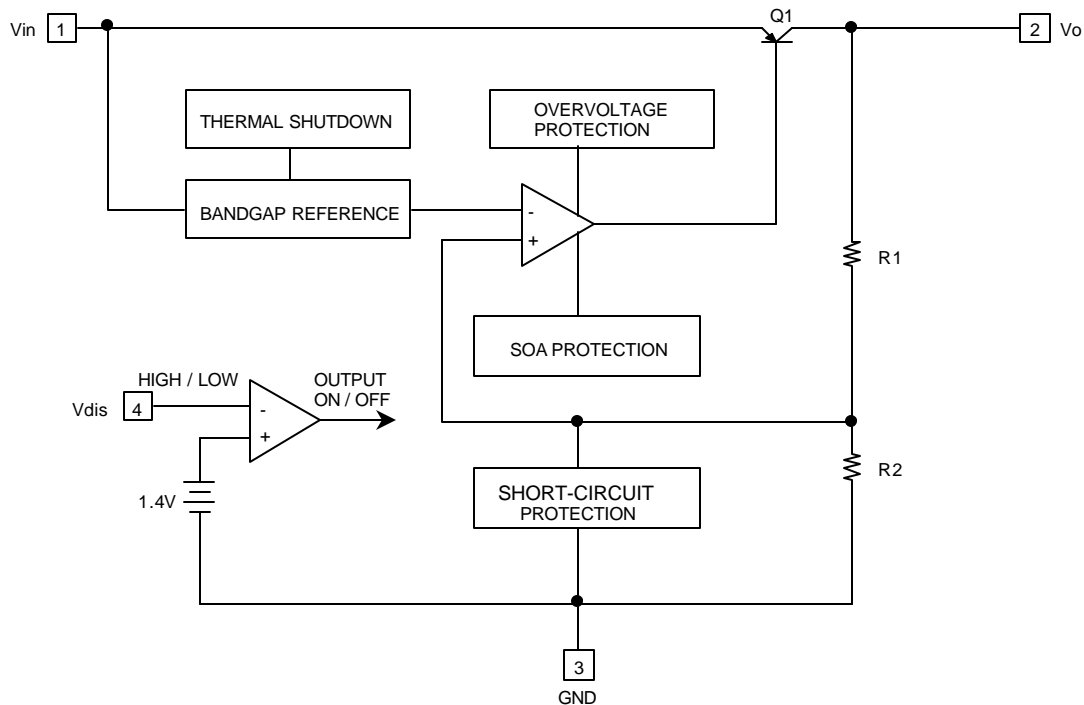 Q1
Vin 1
2 Vo
THERMAL SHUTDOWN
OVERVOLTAGE
PROTECTION
BANDGAP REFERENCE
-
+
R1
SOA PROTECTION
HIGH / LOW
OUTPUT
ON / OFF
Vdis 4
-
+
R2
1.4V
SHORT-CIRCUIT
PROTECTION
3
GND